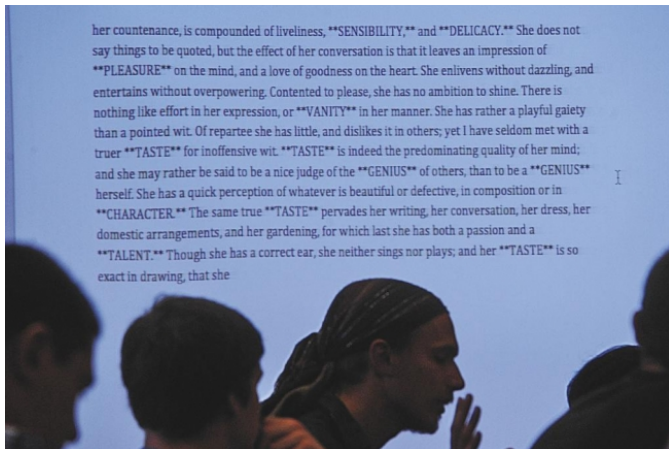 her countenance, is compounded of liveliness, **SENSIBILITY,** and **DELICACY.** She does not
say things to be quoted, but the effect of her conversation is that it leaves an impression of
**PLEASURE** on the mind, and a love of goodness on the heart. She enlivens without dazzling, and
entertains without overpowering. Contented to please, she has no ambition to shine. There is
nothing like effort in her expression, or **VANITY** in her manner. She has rather a playful gaiety
than a pointed wit. Of repartee she has little, and dislikes it in others; yet I have seldom met with a
truer **TASTE** for inoffensive wit. **TASTE** is indeed the predominating quality of her mind;
and she may rather be said to be a nice judge of the **GENIUS** of others, than to be a **GENIUS**
herself. She has a quick perception of whatever is beautiful or defective, in composition or in
**CHARACTER.** The same true **TASTE** pervades her writing, her conversation, her dress, her
domestic arrangements, and her gardening, for which last she has both a passion and a
**TALENT.** Though she has a correct ear, she neither sings nor plays; and her **TASTE** is so
exact in drawing, that she